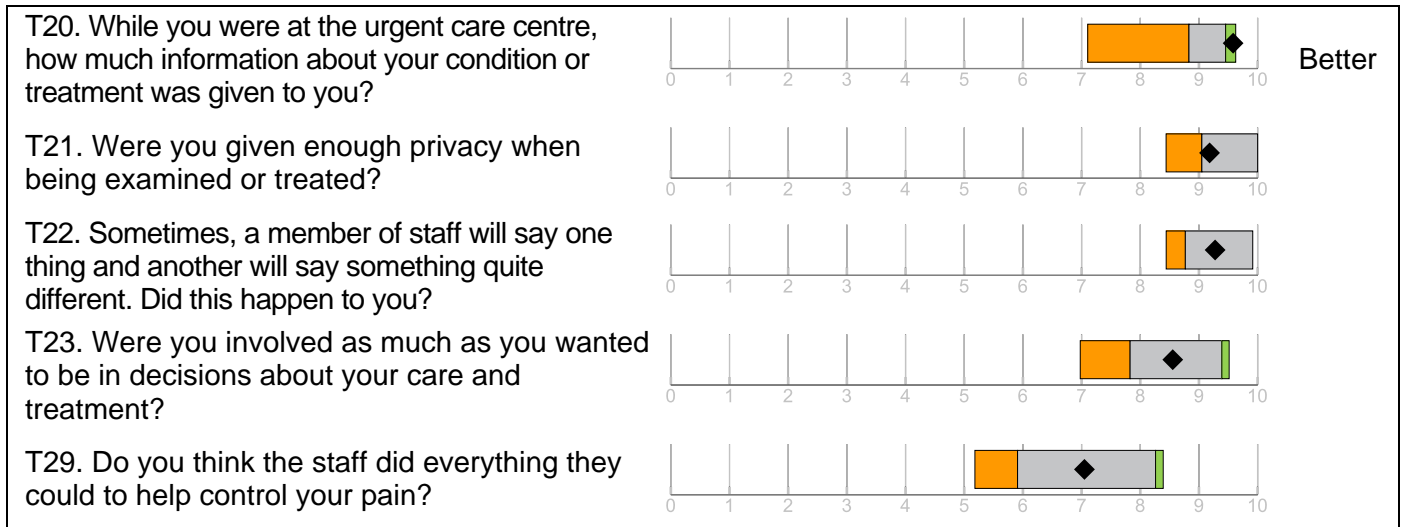 T20. While you were at the urgent care centre,
how much information about your condition or
treatment was given to you?
0 1 2 3 4 5 6 7 8 9 10
Better
T21. Were you given enough privacy when
being examined or treated?
0 1 2 3 4 5 6 7 8 9 10
T22. Sometimes, a member of staff will say one
thing and another will say something quite
different. Did this happen to you?
0 1 2 3 4 5 6 7 8 9 10
T23. Were you involved as much as you wanted
to be in decisions about your care and
treatment?
0 1 2 3 4 5 6 7 8 9 10
T29. Do you think the staff did everything they
could to help control your pain?
0 1 2 3 4 5 6 7 8 9 10